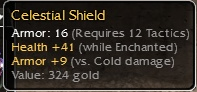 Celestial Shield
Armor: 16 (Requires 12 Tactics)
Health +41 (while Enchanted)
Armor +9 (vs. Cold damage)
Value: 324 gold